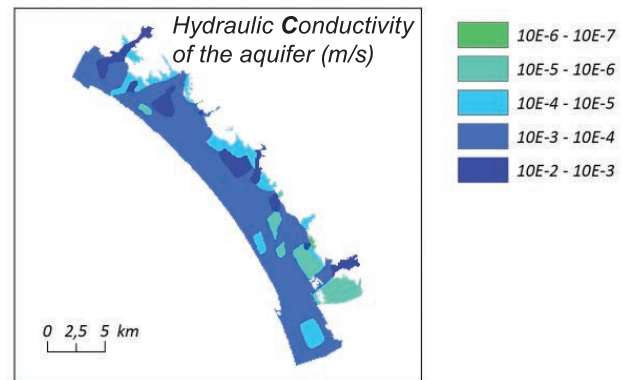 Hydraulic Conductivity
of the aquifer (m/s)
10E-6 - 10E-7
10E-5 - 10E-6
10E-4 - 10E-5
10E-3 - 10E-4
10E-2 - 10E-3
0 2,5 5 km